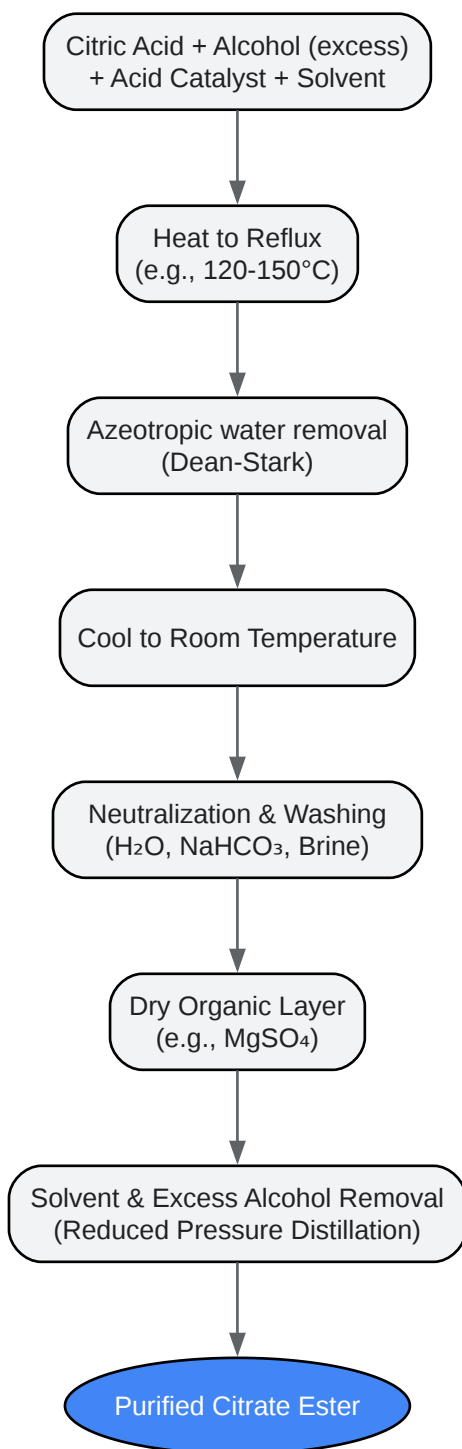 Citric Acid + Alcohol (excess)
+ Acid Catalyst + Solvent
Heat to Reflux
(e.g., 120-150°C)
Azeotropic water removal
(Dean-Stark)
Cool to Room Temperature
Neutralization & Washing
(H₂O, NaHCO₃, Brine)
Dry Organic Layer
(e.g., MgSO₄)
Solvent & Excess Alcohol Removal
(Reduced Pressure Distillation)
Purified Citrate Ester